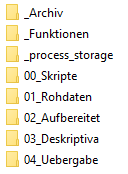 _Archiv
_Funktionen
_process_storage
00_Skripte
01_Rohdaten
02_Aufbereitet
03_Deskriptiva
04_Uebergabe